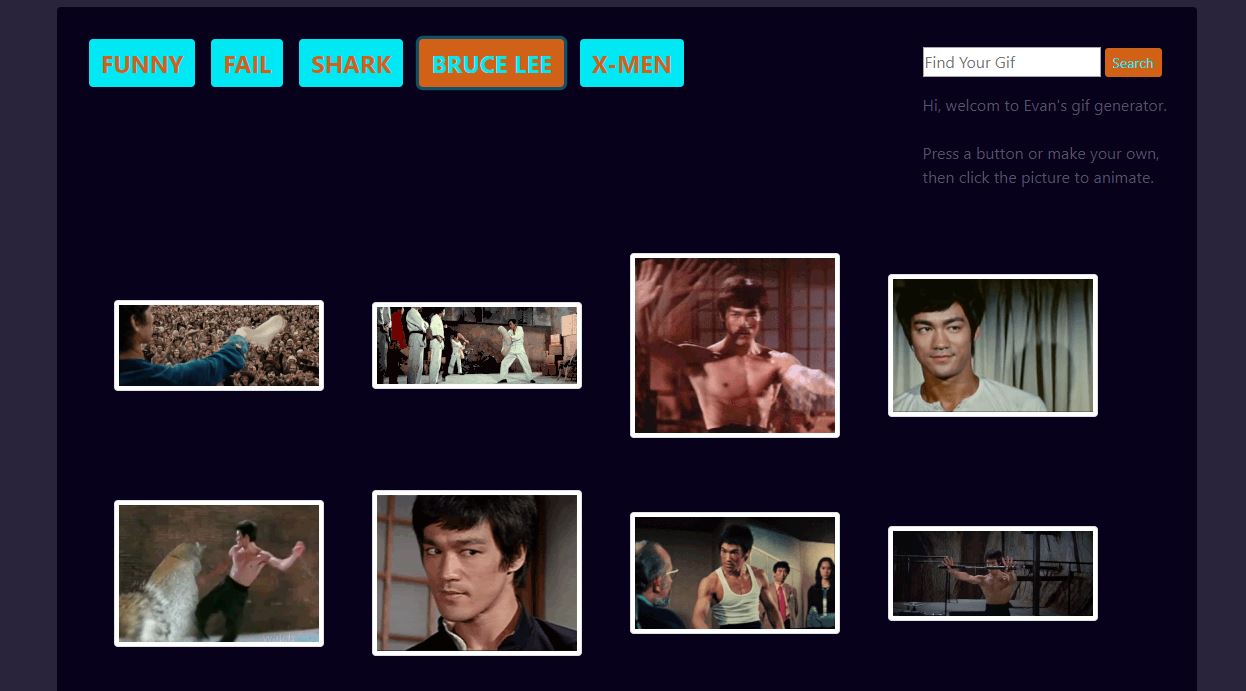 FUNNY
FAIL
SHARK
BRUCE LEE
X-MEN
Find Your Gif
Search
Hi, welcom to Evan's gif generator.
Press a button or make your own,
then click the picture to animate.